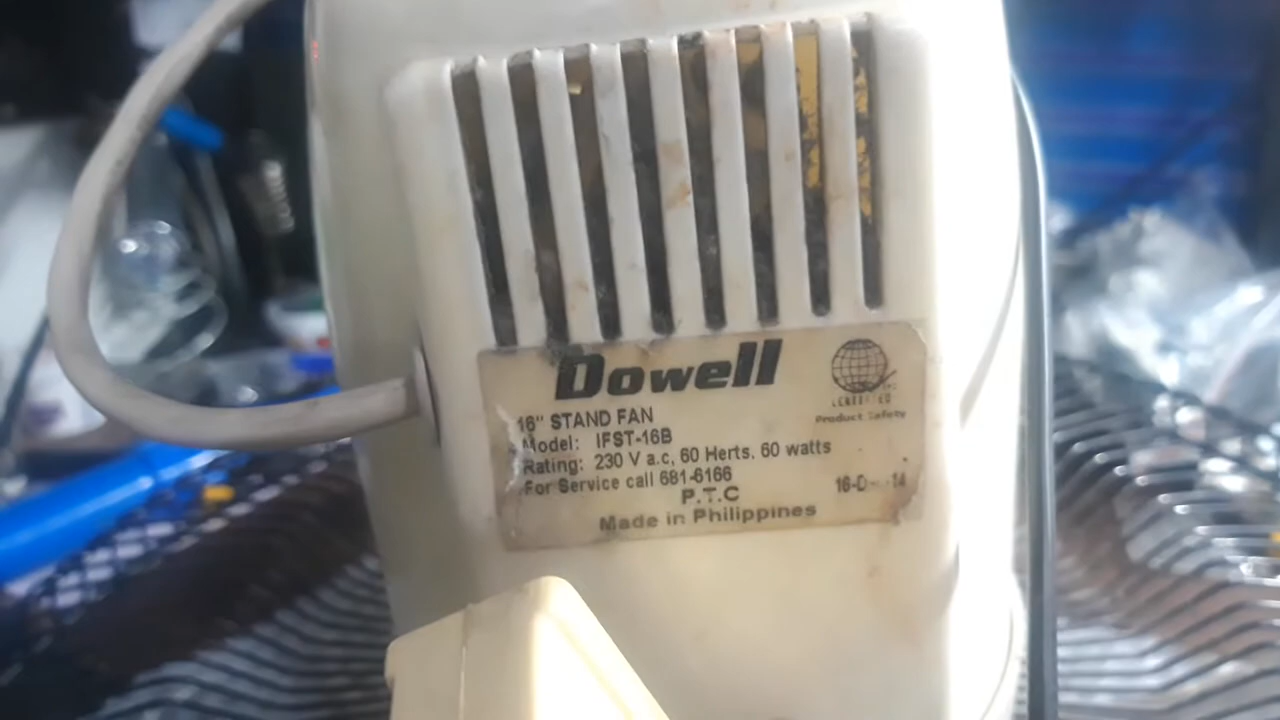 Dowell
16" STAND FAN
Model: IFST-16B
Rating: 230 V a.c, 60 Herts. 60 watts
For Service call 681-6166
P.T.C
Made in Philippines
Product Safety